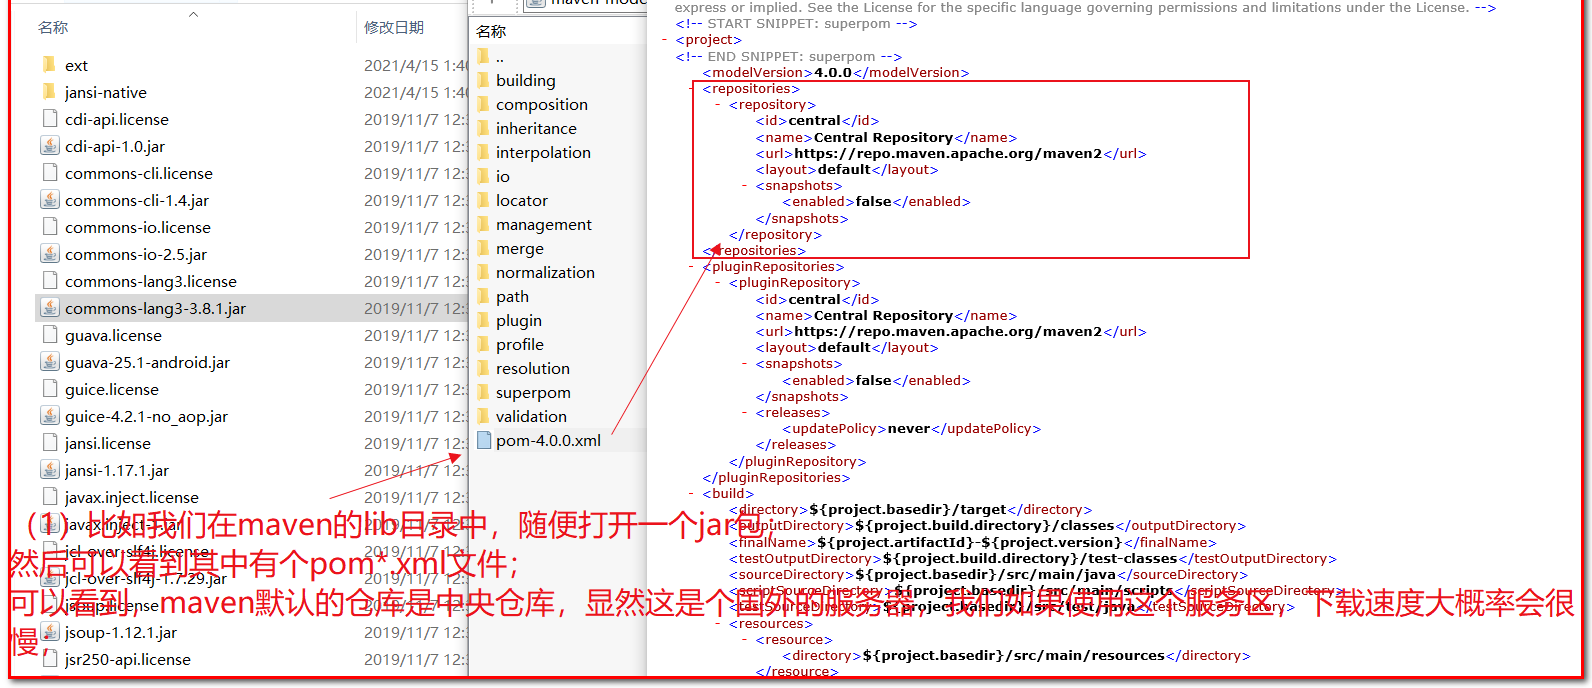 名称 修改日期
ext 2021/4/15 1:40
jansi-native 2021/4/15 1:40
cdi-api.license 2019/11/7 12:
cdi-api-1.0.jar 2019/11/7 12:
commons-cli.license 2019/11/7 12:
commons-cli-1.4.jar 2019/11/7 12:
commons-io.license 2019/11/7 12:
commons-io-2.5.jar 2019/11/7 12:
commons-lang3.license 2019/11/7 12:
commons-lang3-3.8.1.jar 2019/11/7 12:
guava.license 2019/11/7 12:
guava-25.1-android.jar 2019/11/7 12:
guice.license 2019/11/7 12:
guice-4.2.1-no_aop.jar 2019/11/7 12:
jansi.license 2019/11/7 12:
jansi-1.17.1.jar 2019/11/7 12:
javax.inject.license 2019/11/7 12:
javax.inject-1.jar 2019/11/7 12:
jcl-over-slf4j.license 2019/11/7 12:
jcl-over-slf4j-1.7.29.jar 2019/11/7 12:
jsoup.license
jsoup-1.12.1.jar 2019/11/7 12:
jsr250-api.license 2019/11/7 12:
名称
..
building
composition
inheritance
interpolation
io
locator
management
merge
normalization
path
plugin
profile
resolution
superpom
validation
pom-4.0.0.xml
express or implied. See the License for the specific language governing permissions and limitations under the License. -->
<!-- START SNIPPET: superpom -->
- <project>
<!-- END SNIPPET: superpom -->
<modelVersion>4.0.0</modelVersion>
- <repositories>
- <repository>
<id>central</id>
<name>Central Repository</name>
<url>https://repo.maven.apache.org/maven2</url>
<layout>default</layout>
- <snapshots>
<enabled>false</enabled>
</snapshots>
</repository>
</repositories>
- <pluginRepositories>
- <pluginRepository>
<id>central</id>
<name>Central Repository</name>
<url>https://repo.maven.apache.org/maven2</url>
<layout>default</layout>
- <snapshots>
<enabled>false</enabled>
</snapshots>
- <releases>
<updatePolicy>never</updatePolicy>
</releases>
</pluginRepository>
</pluginRepositories>
- <build>
<directory>${project.basedir}/target</directory>
<outputDirectory>${project.build.directory}/classes</outputDirectory>
<finalName>${project.artifactId}-${project.version}</finalName>
<testOutputDirectory>${project.build.directory}/test-classes</testOutputDirectory>
<sourceDirectory>${project.basedir}/src/main/java</sourceDirectory>
<scriptSourceDirectory>${project.basedir}/src/main/scripts</scriptSourceDirectory>
<testSourceDirectory>${project.basedir}/src/test/java</testSourceDirectory>
- <resources>
- <resource>
<directory>${project.basedir}/src/main/resources</directory>
</resource>
（1）比如我们在maven的lib目录中，随便打开一个jar包；
然后可以看到其中有个pom*.xml文件；
可以看到，maven默认的仓库是中央仓库，显然这是个国外的服务器，我们如果使用这个服务区，下载速度大概率会很
慢；